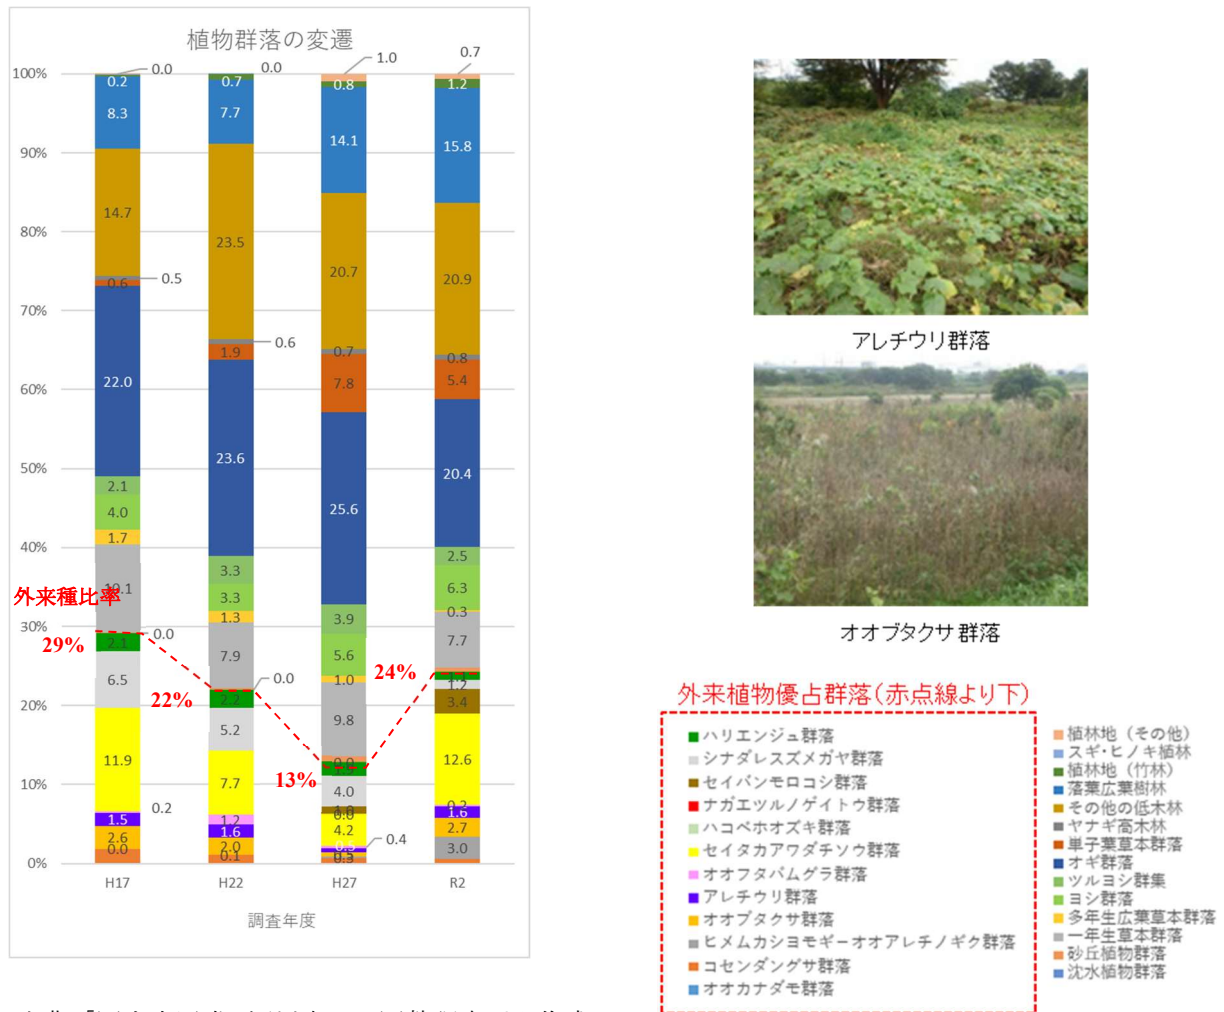 植物群落の変遷
0.0
0.0
1.0
0.7
100%
90%
80%
70%
60%
50%
40%
30%
20%
10%
0%
0.2
8.3
14.7
0.5
0.6
22.0
2.1
4.0
1.7
10.1
0.0
2.1
6.5
11.9
0.2
1.5
2.6
0.0
0.7
7.7
23.5
0.6
1.9
23.6
3.3
3.3
1.3
7.9
0.0
2.2
5.2
7.7
1.2
1.6
2.0
0.1
0.8
14.1
20.7
0.7
7.8
25.6
3.9
5.6
1.0
9.8
4.0
4.2
0.4
1.2
15.8
20.9
0.8
5.4
20.4
2.5
6.3
0.3
7.7
1.1
1.2
3.4
12.6
1.6
2.7
3.0
外来種比率
29%
22%
13%
24%
H17
H22
H27
R2
調査年度
アレチウリ群落
オオブタクサ群落
外来植物優占群落(赤点線より下)
ハリエンジュ群落
シナダレスズメガヤ群落
セイバンモロコシ群落
ナガエツルノゲイトウ群落
ハコベホオズキ群落
セイタカアワダチソウ群落
オオフタバムグラ群落
アレチウリ群落
オオブタクサ群落
ヒメムカシヨモギーオオアレチノギク群落
コセンダングサ群落
オオカナダモ群落
植林地（その他）
スギ・ヒノキ植林
植林地（竹林）
落葉広葉樹林
その他の低木林
ヤナギ高木林
単子葉草本群落
オギ群落
ツルヨシ群集
ヨシ群落
多年生広葉草本群落
一年生草本群落
砂丘植物群落
沈水植物群落